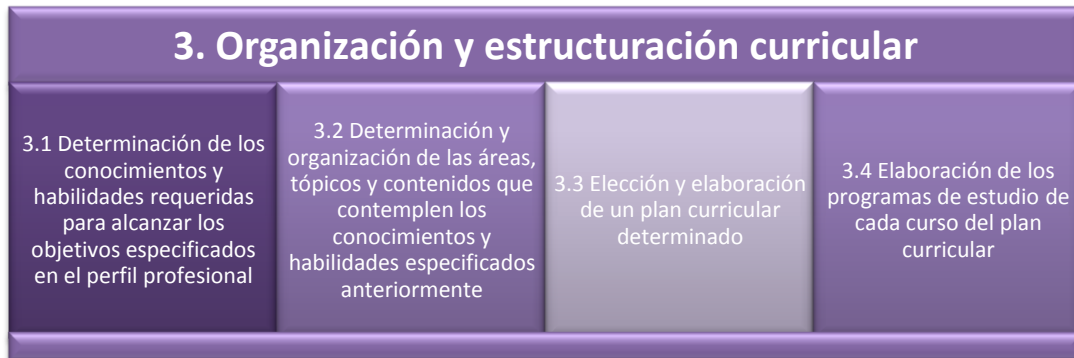 3. Organización y estructuración curricular
3.1 Determinación de los
conocimientos y
habilidades requeridas
para alcanzar los
objetivos especificados
en el perfil profesional
3.2 Determinación y
organización de las áreas,
tópicos y contenidos que
contemplen los
conocimientos y
habilidades especificados
anteriormente
3.3 Elección y elaboración
de un plan curricular
determinado
3.4 Elaboración de los
programas de estudio de
cada curso del plan
curricular